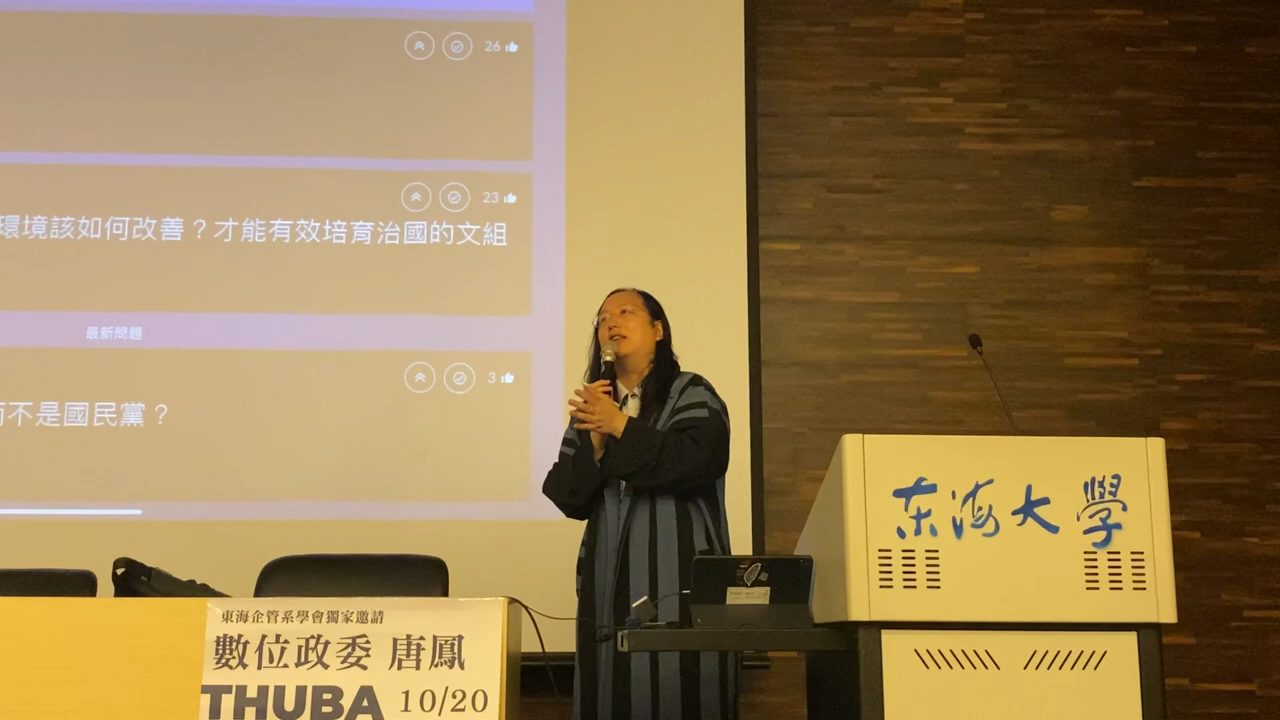 26
23
環境該如何改善？才能有效培育治國的文組
最新問題
3
不是國民黨？
东海大學
東海企管系學會獨家邀請
數位政委 唐鳳
THUBA 10/20